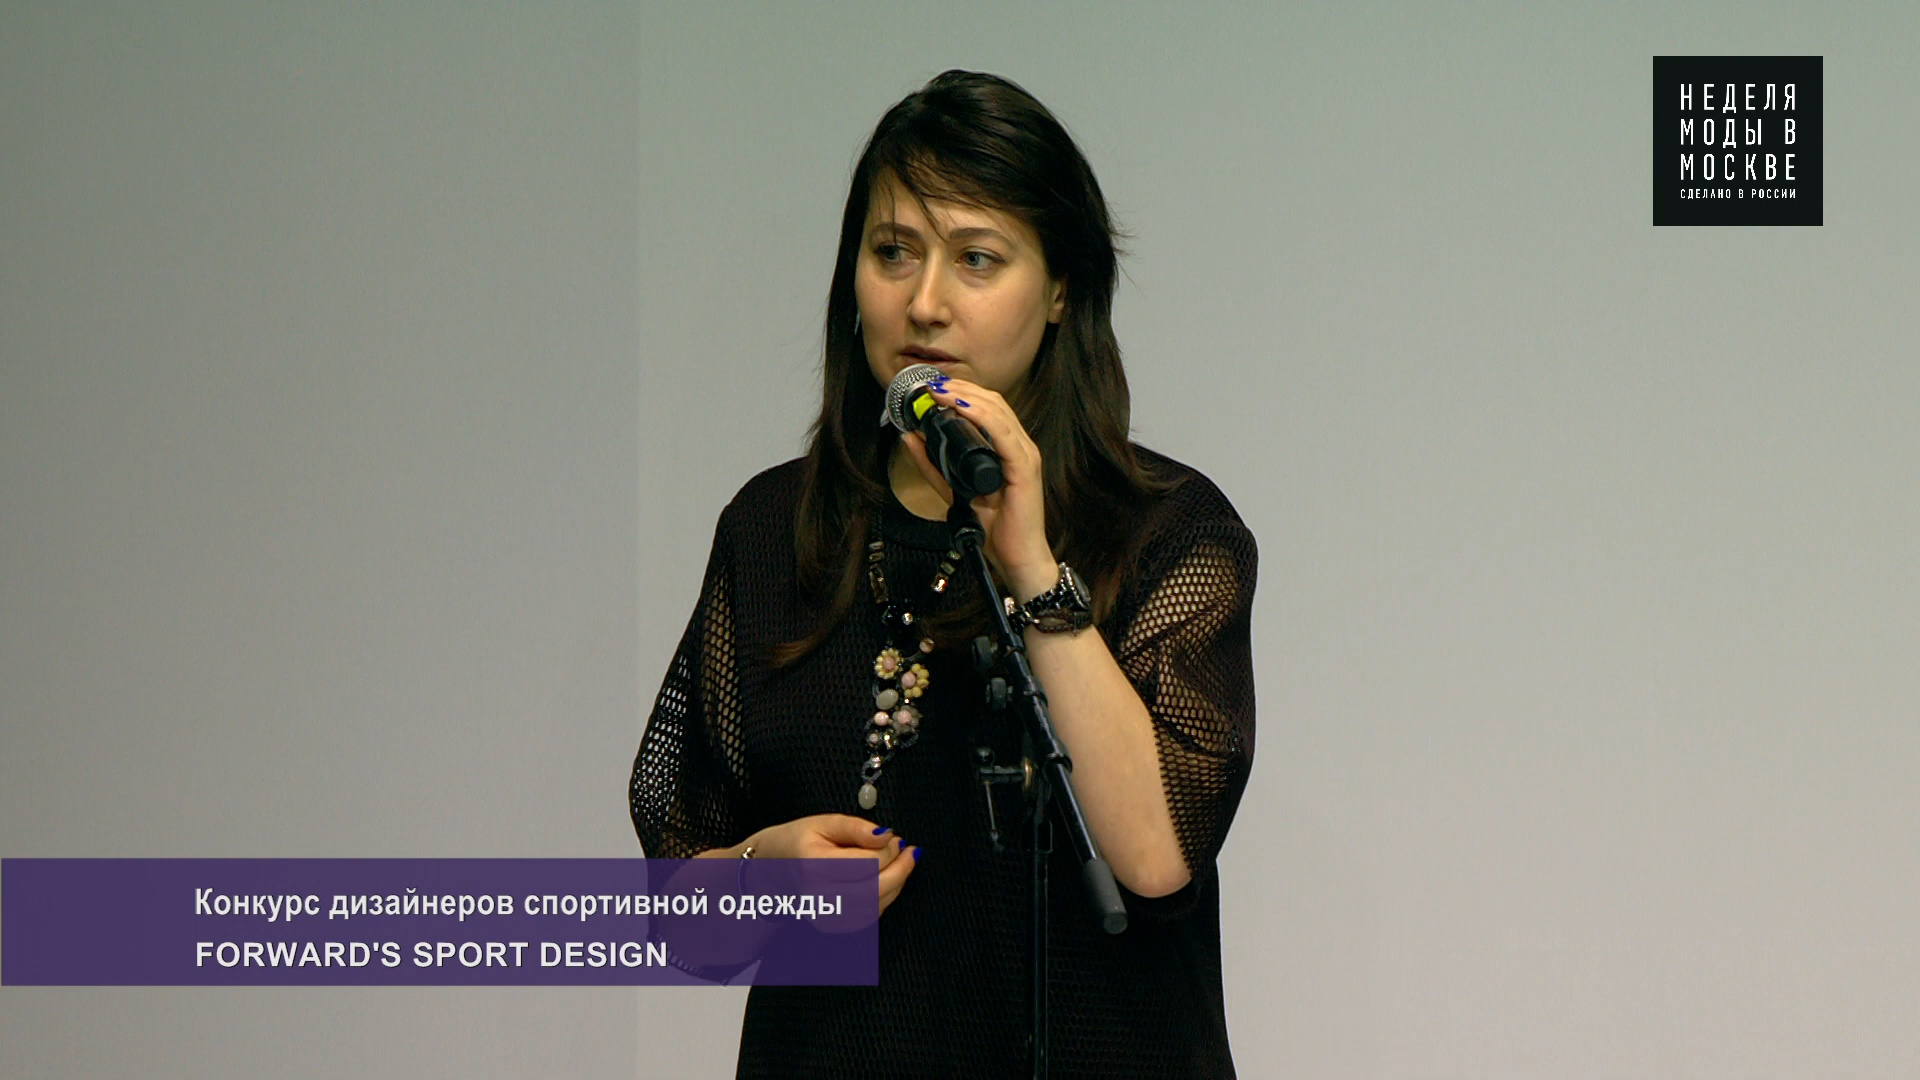 НЕДЕЛЯ
МОДЫ В
МОСКВЕ
СДЕЛАНО В РОССИИ
Конкурс дизайнеров спортивной одежды
FORWARD'S SPORT DESIGN